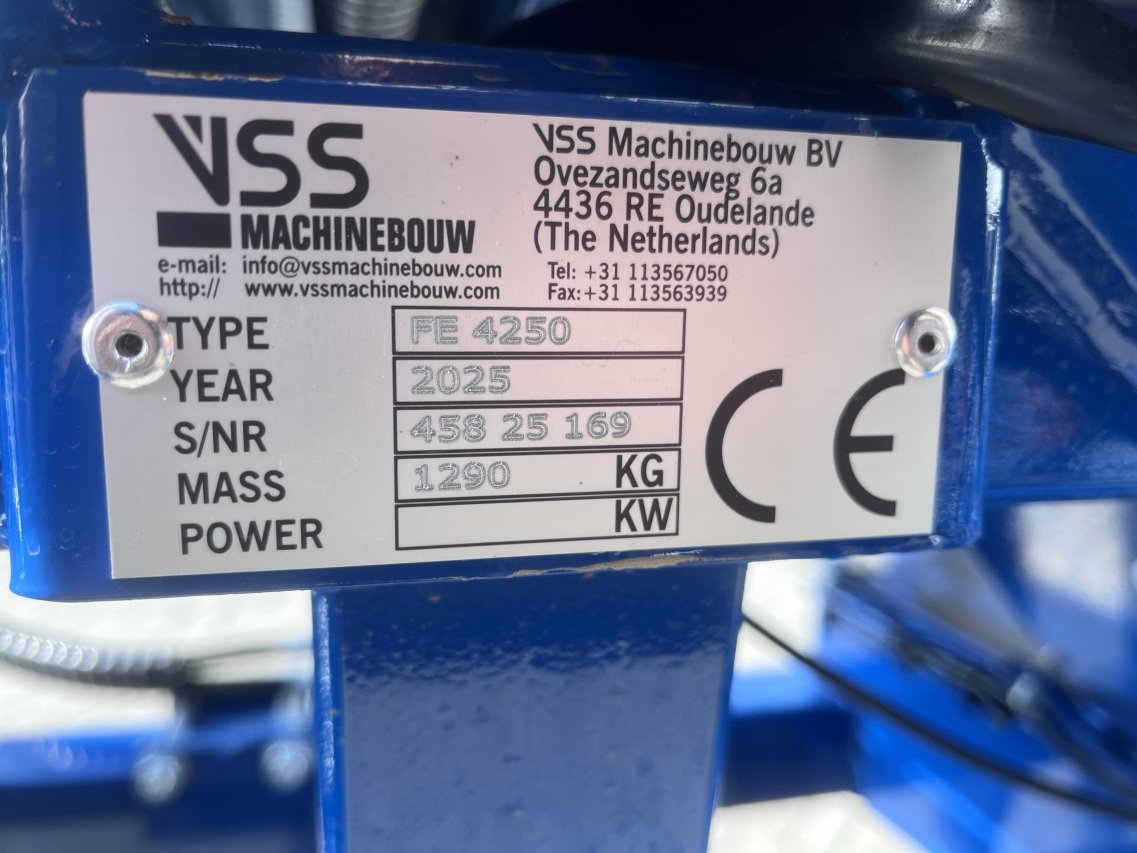 VSS
MACHINEBOUW
e-mail: info@vssmachinebouw.com
http:// www.vssmachinebouw.com
VSS Machinebouw BV
Ovezandseweg 6a
4436 RE Oudelande
(The Netherlands)
Tel: +31 113567050
Fax:+31 113563939
TYPE FE 4250
YEAR 2025
S/NR 458 25 169
MASS 1290 KG
POWER KW
CE